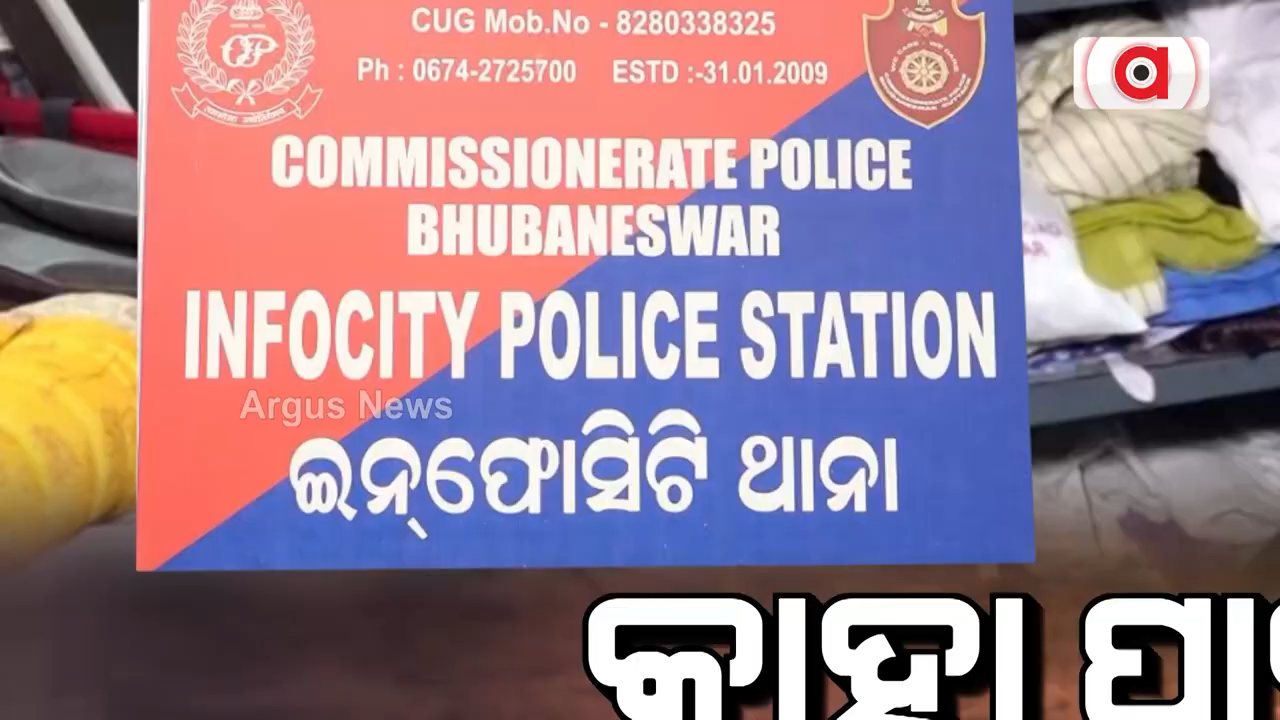 CUG Mob.No - 8280338325
Ph : 0674-2725700 ESTD :-31.01.2009
COMMISSIONERATE POLICE
BHUBANESWAR
INFOCITY POLICE STATION
Argus News
ଇନ୍‌ଫୋସିଟି ଥାନା